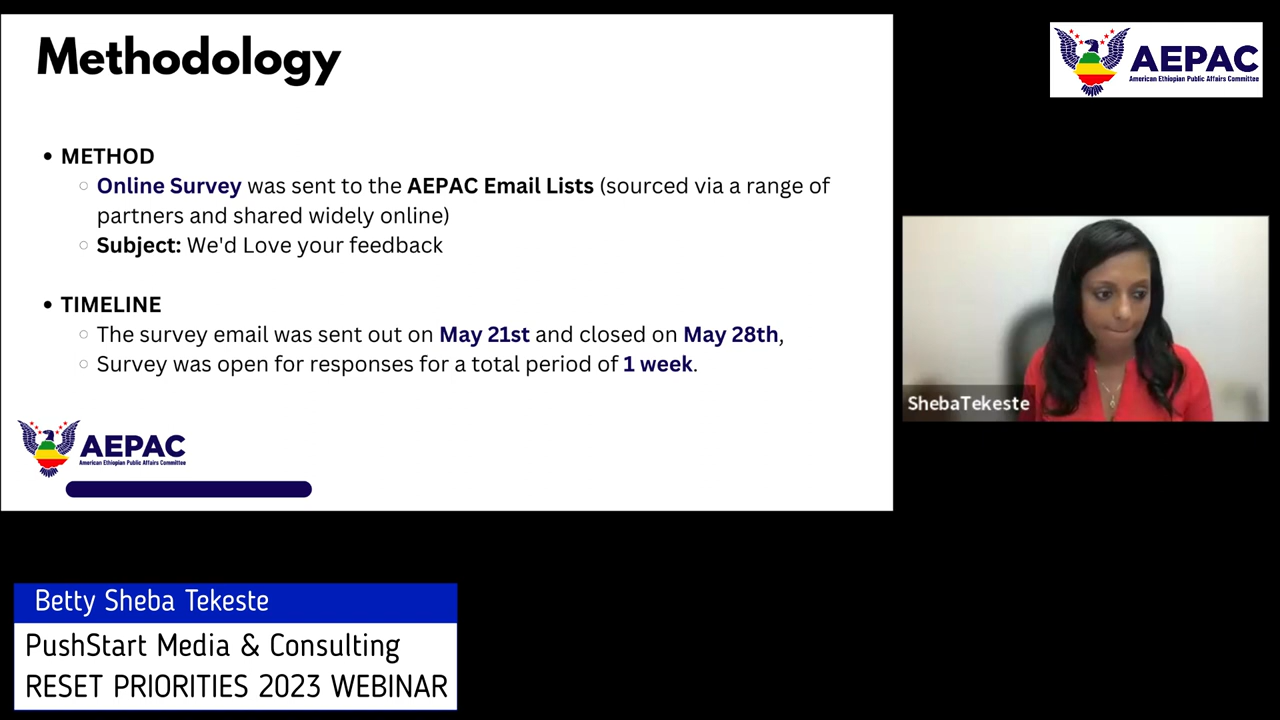 Methodology
AEPAC
American Ethiopian Public Affairs Committee
• METHOD
○ Online Survey was sent to the AEPAC Email Lists (sourced via a range of
partners and shared widely online)
○ Subject: We'd Love your feedback
• TIMELINE
○ The survey email was sent out on May 21st and closed on May 28th,
○ Survey was open for responses for a total period of 1 week.
ShebaTekeste
AEPAC
American Ethiopian Public Affairs Committee
Betty Sheba Tekeste
PushStart Media & Consulting
RESET PRIORITIES 2023 WEBINAR